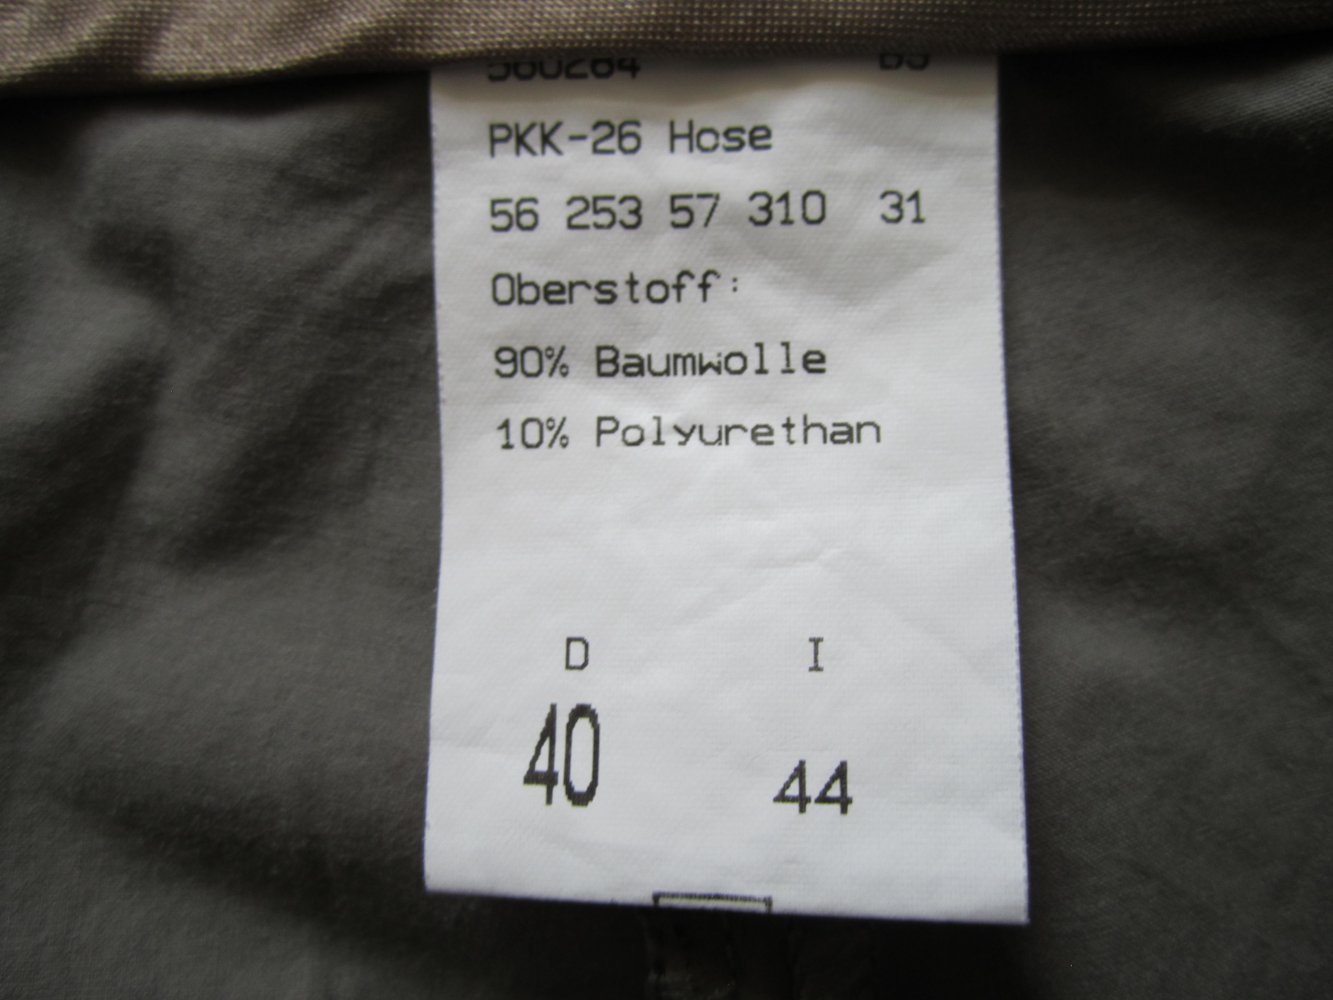 PKK-26 Hose
56 253 57 310 31
Oberstoff:
90% Baumwolle
10% Polyurethan
D I
40 44